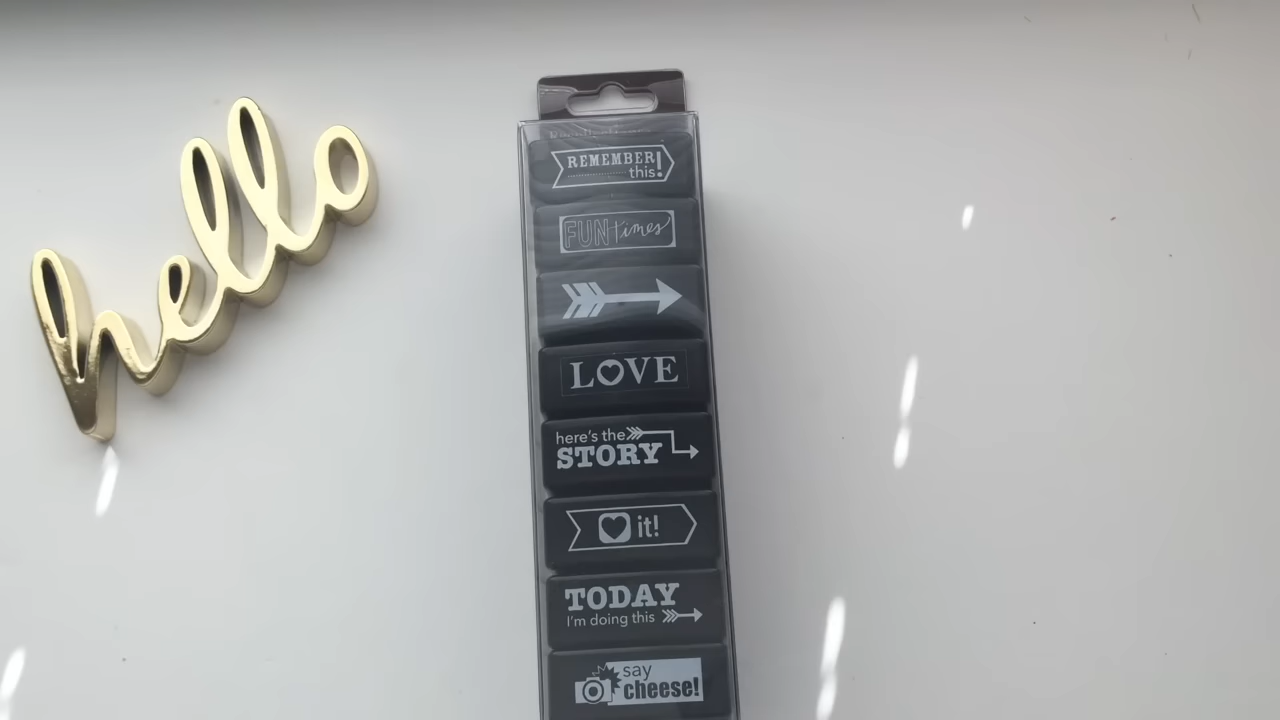 hello
REMEMBER
this!
FUN times
LOVE
here's the
STORY
it!
TODAY
I'm doing this
say
cheese!